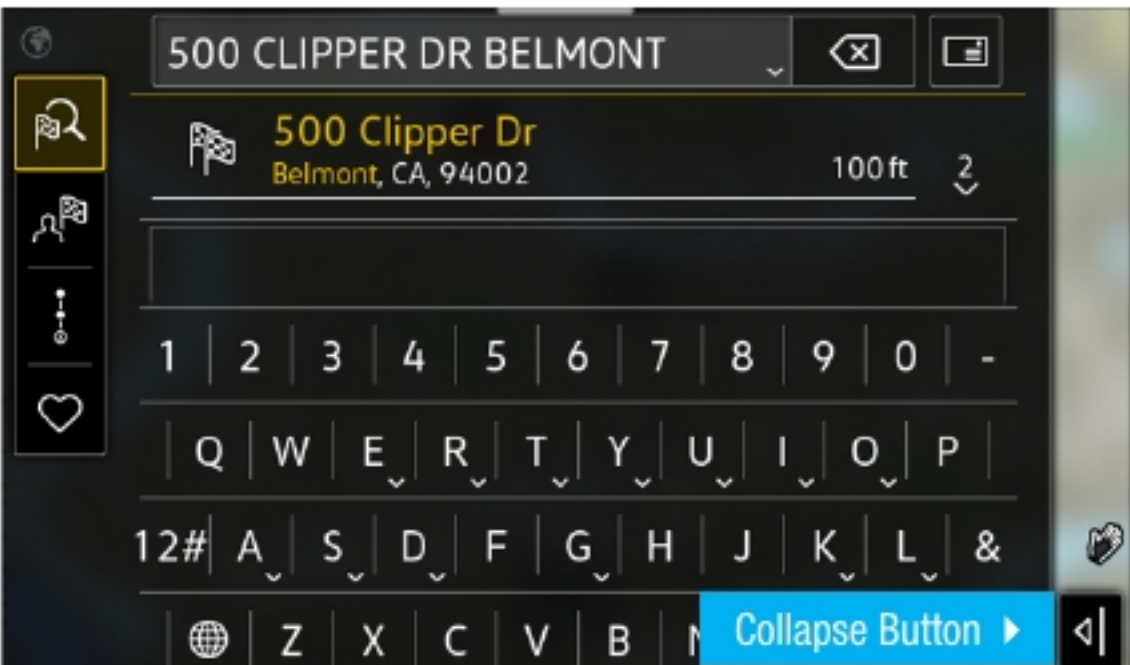 500 CLIPPER DR BELMONT
500 Clipper Dr
Belmont, CA, 94002
100 ft
2
1 2 3 4 5 6 7 8 9 0 -
Q W E R T Y U I O P
12# A S D F G H J K L &
Z X C V B
Collapse Button